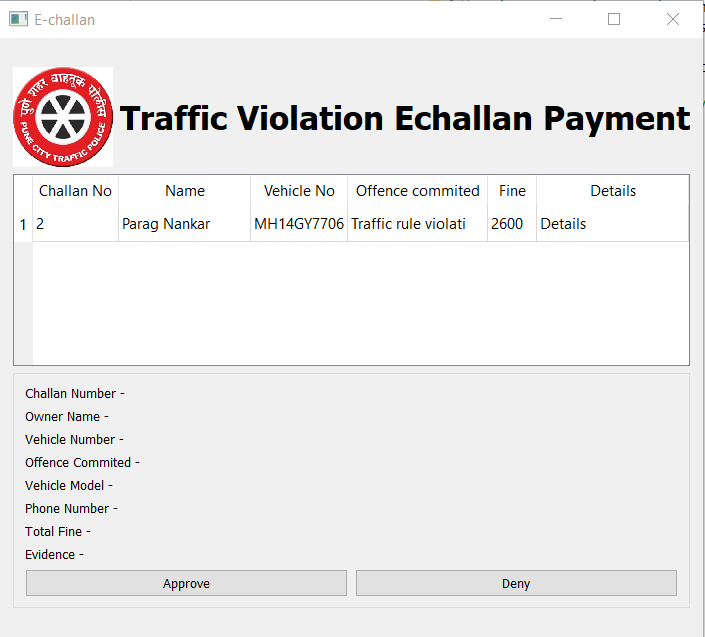 E-challan
पुणे शहर वाहतूक पोलीस
PUNE CITY TRAFFIC POLICE
Traffic Violation Echallan Payment
Challan No Name Vehicle No Offence commited Fine Details
1 2 Parag Nankar MH14GY7706 Traffic rule violati 2600 Details
Challan Number -
Owner Name -
Vehicle Number -
Offence Commited -
Vehicle Model -
Phone Number -
Total Fine -
Evidence -
Approve Deny